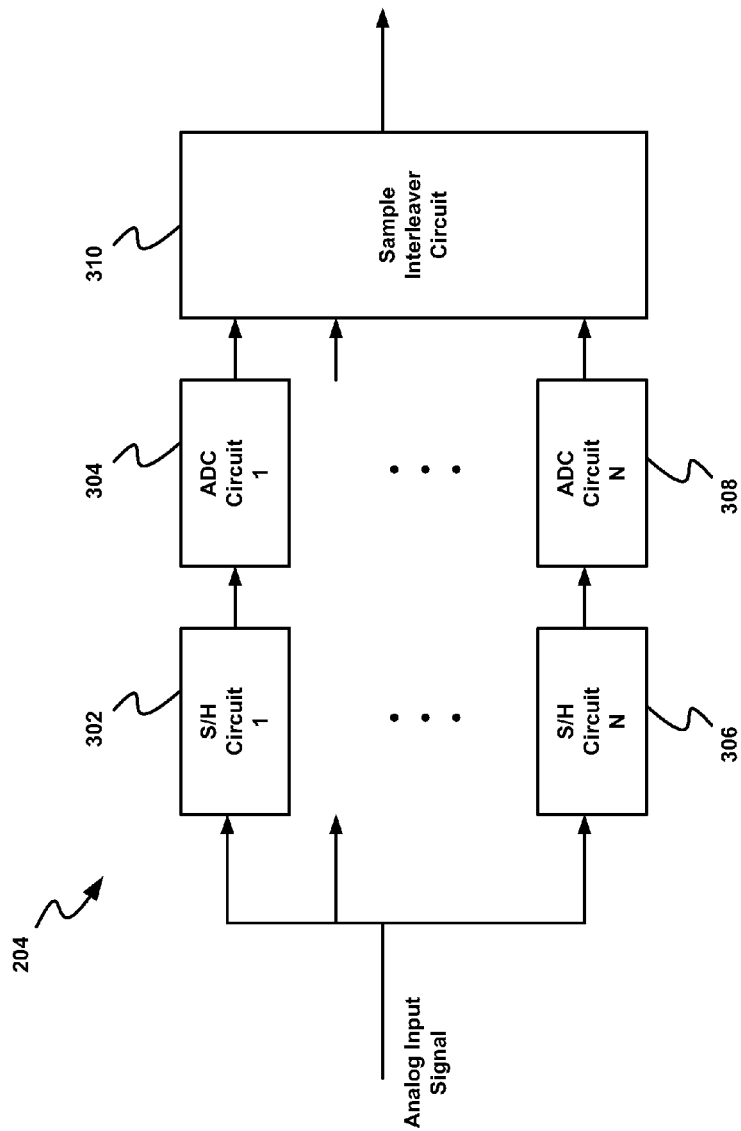 204
Analog Input
Signal
302
S/H
Circuit
1
304
ADC
Circuit
1
310
Sample
Interleaver
Circuit
S/H
Circuit
N
306
ADC
Circuit
N
308